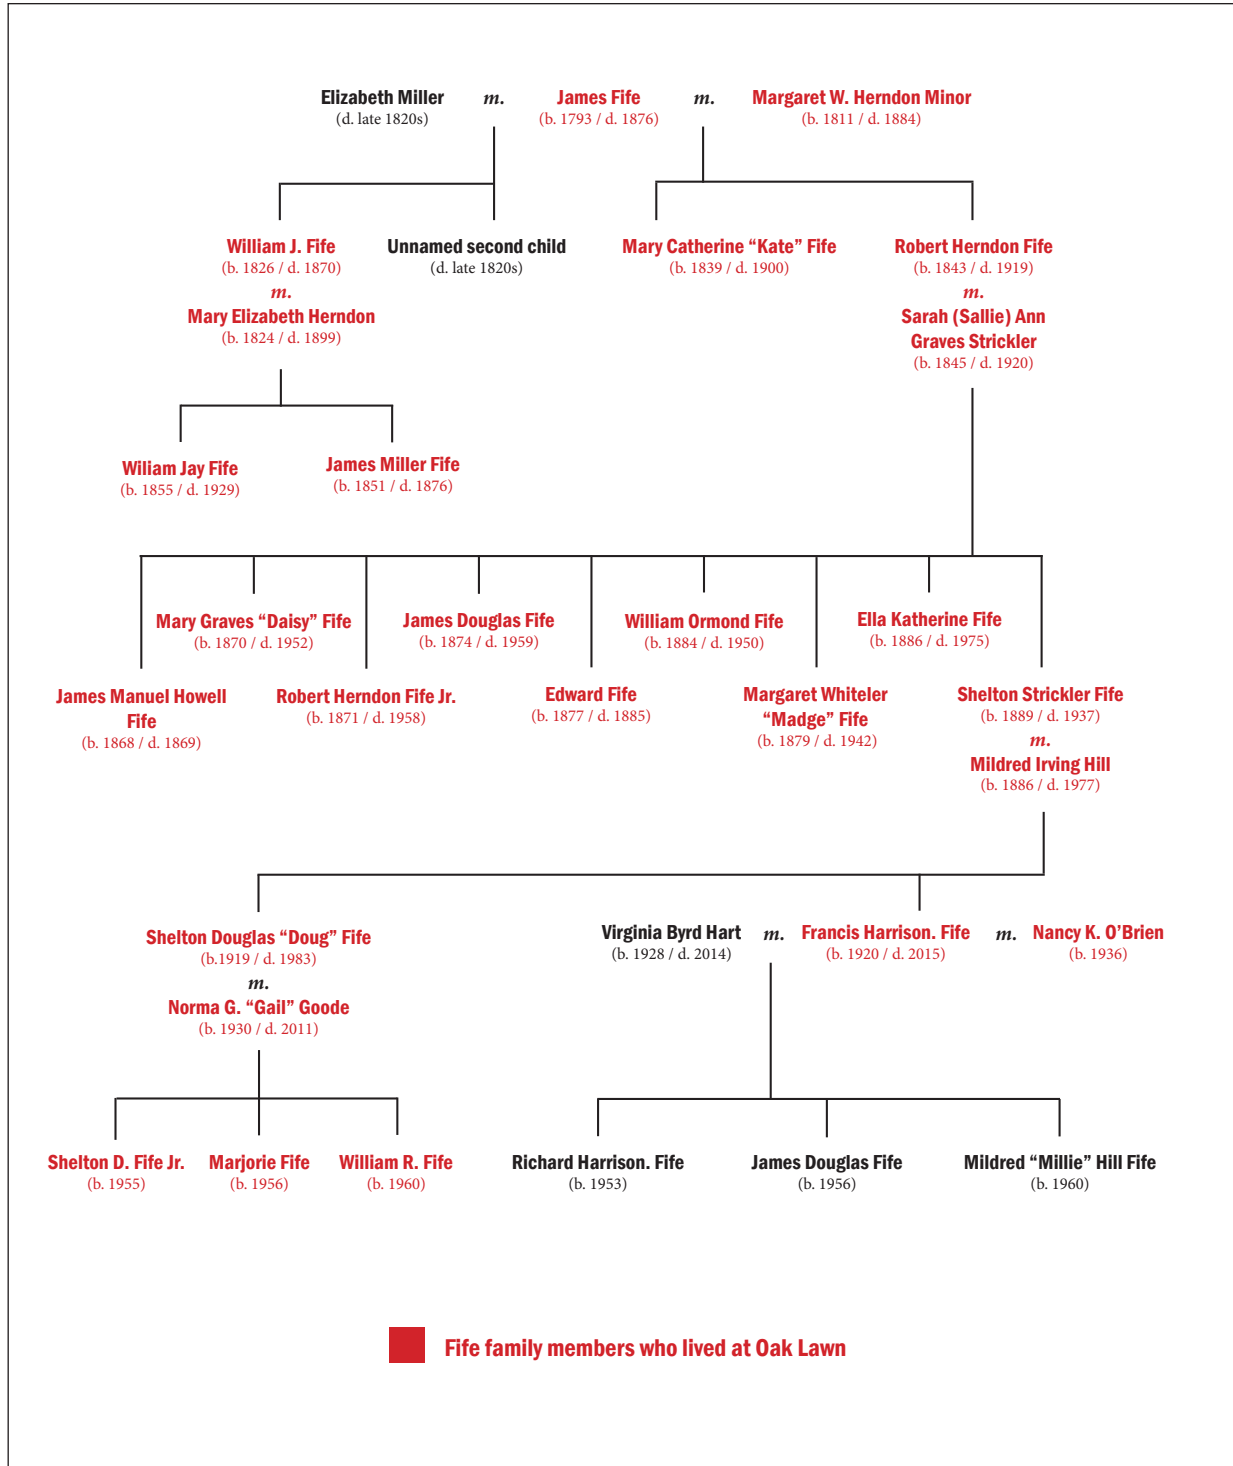 Elizabeth Miller m. James Fife m. Margaret W. Herndon Minor
(d. late 1820s) (b. 1793 / d. 1876) (b. 1811 / d. 1884)
William J. Fife Unnamed second child Mary Catherine “Kate” Fife Robert Herndon Fife
(b. 1826 / d. 1870) (d. late 1820s) (b. 1839 / d. 1900) (b. 1843 / d. 1919)
m. m.
Mary Elizabeth Herndon Sarah (Sallie) Ann
(b. 1824 / d. 1899) Graves Strickler
(b. 1845 / d. 1920)
Wiliam Jay Fife James Miller Fife
(b. 1855 / d. 1929) (b. 1851 / d. 1876)
Mary Graves “Daisy” Fife James Douglas Fife William Ormond Fife Ella Katherine Fife
(b. 1870 / d. 1952) (b. 1874 / d. 1959) (b. 1884 / d. 1950) (b. 1886 / d. 1975)
James Manuel Howell Robert Herndon Fife Jr. Edward Fife Margaret Whiteler Shelton Strickler Fife
Fife (b. 1871 / d. 1958) (b. 1877 / d. 1885) “Madge” Fife (b. 1889 / d. 1937)
(b. 1868 / d. 1869) (b. 1879 / d. 1942) m.
Mildred Irving Hill
(b. 1886 / d. 1977)
Shelton Douglas “Doug” Fife Virginia Byrd Hart m. Francis Harrison. Fife m. Nancy K. O’Brien
(b.1919 / d. 1983) (b. 1928 / d. 2014) (b. 1920 / d. 2015) (b. 1936)
m.
Norma G. “Gail” Goode
(b. 1930 / d. 2011)
Shelton D. Fife Jr. Marjorie Fife William R. Fife Richard Harrison. Fife James Douglas Fife Mildred “Millie” Hill Fife
(b. 1955) (b. 1956) (b. 1960) (b. 1953) (b. 1956) (b. 1960)
Fife family members who lived at Oak Lawn